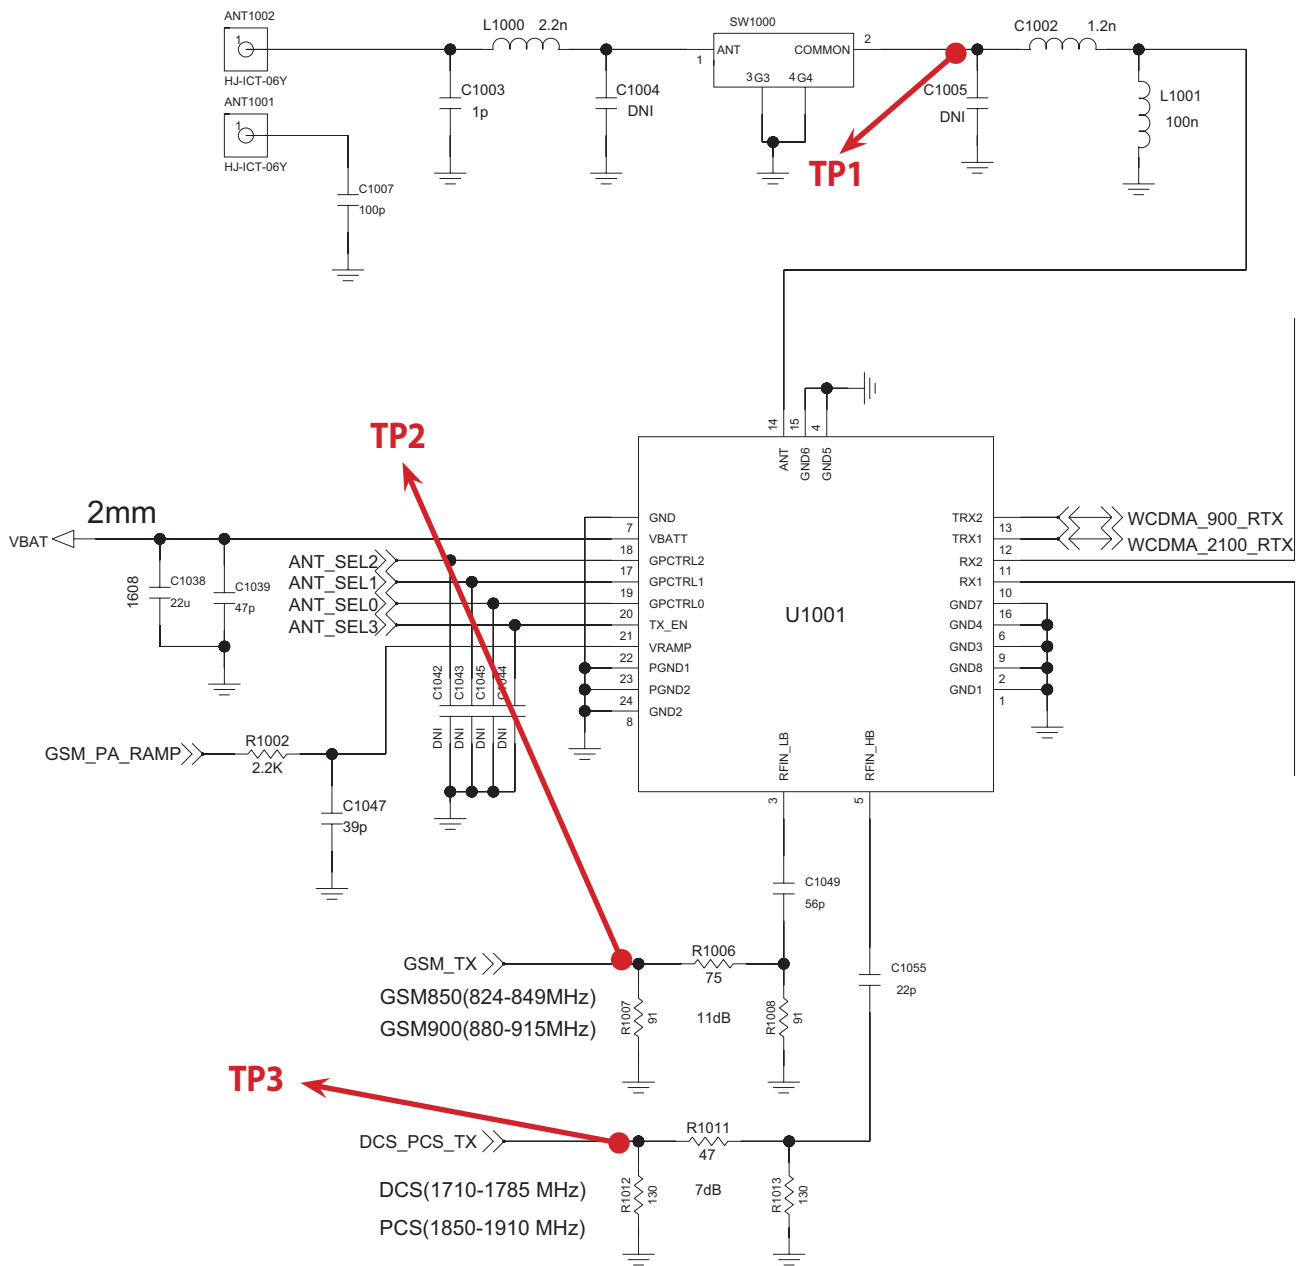 ANT1002
1
HJ-ICT-06Y
L1000 2.2n
C1003
1p
C1004
DNI
SW1000
ANT
COMMON
1
2
3 G3
4 G4
C1005
DNI
C1002 1.2n
L1001
100n
TP1
ANT1001
1
HJ-ICT-06Y
C1007
100p
TP2
2mm
VBAT
1608
C1038
22u
C1039
47p
ANT_SEL2
ANT_SEL1
ANT_SEL0
ANT_SEL3
C1042
C1043
C1045
DNI
DNI
DNI
GSM_PA_RAMP
R1002
2.2K
C1047
39p
14
15
4
ANT
GND6
GND5
GND
7
VBATT
18
GPCTRL2
17
GPCTRL1
19
GPCTRL0
20
TX_EN
21
VRAMP
22
PGND1
23
PGND2
24
GND2
8
U1001
TRX2
13
TRX1
12
RX2
11
RX1
10
GND7
16
GND4
6
GND3
9
GND8
2
GND1
1
WCDMA_900_RTX
WCDMA_2100_RTX
RFIN_LB
RFIN_HB
3
5
C1049
56p
C1055
22p
GSM_TX
R1006
75
GSM850(824-849MHz)
GSM900(880-915MHz)
R1007
91
11dB
R1008
91
TP3
DCS_PCS_TX
R1011
47
DCS(1710-1785 MHz)
PCS(1850-1910 MHz)
R1012
130
7dB
R1013
130